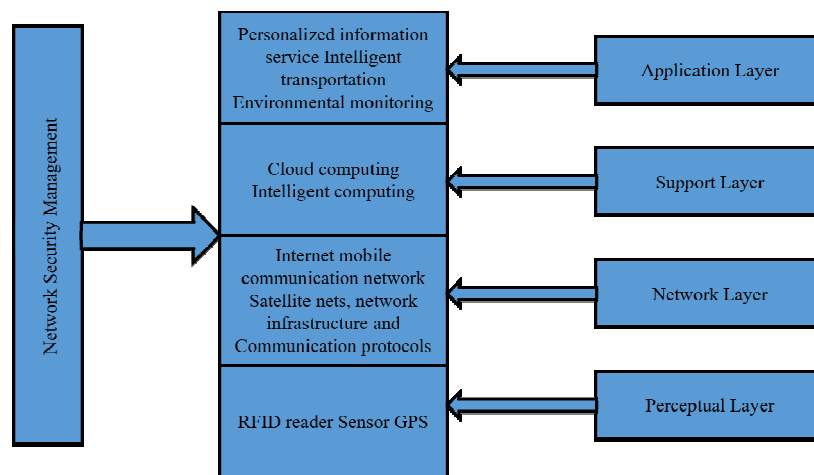 Network Security Management
Personalized information
service Intelligent
transportation
Environmental monitoring
Application Layer
Cloud computing
Intelligent computing
Support Layer
Internet mobile
communication network
Satellite nets, network
infrastructure and
Communication protocols
Network Layer
RFID reader Sensor GPS
Perceptual Layer